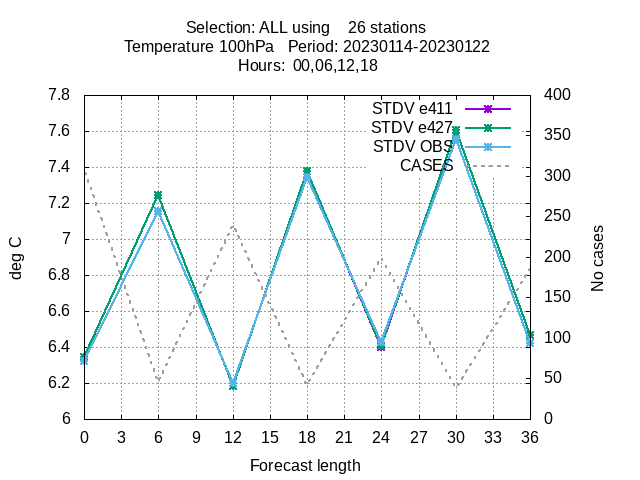 Selection: ALL using    26 stations
Temperature 100hPa   Period: 20230114-20230122
Hours:  00,06,12,18
7.8
7.6
7.4
7.2
7
6.8
6.6
6.4
6.2
6
400
350
300
250
200
150
100
50
0
STDV e411
STDV e427
STDV OBS
CASES
deg C
No cases
0 3 6 9 12 15 18 21 24 27 30 33 36
Forecast length